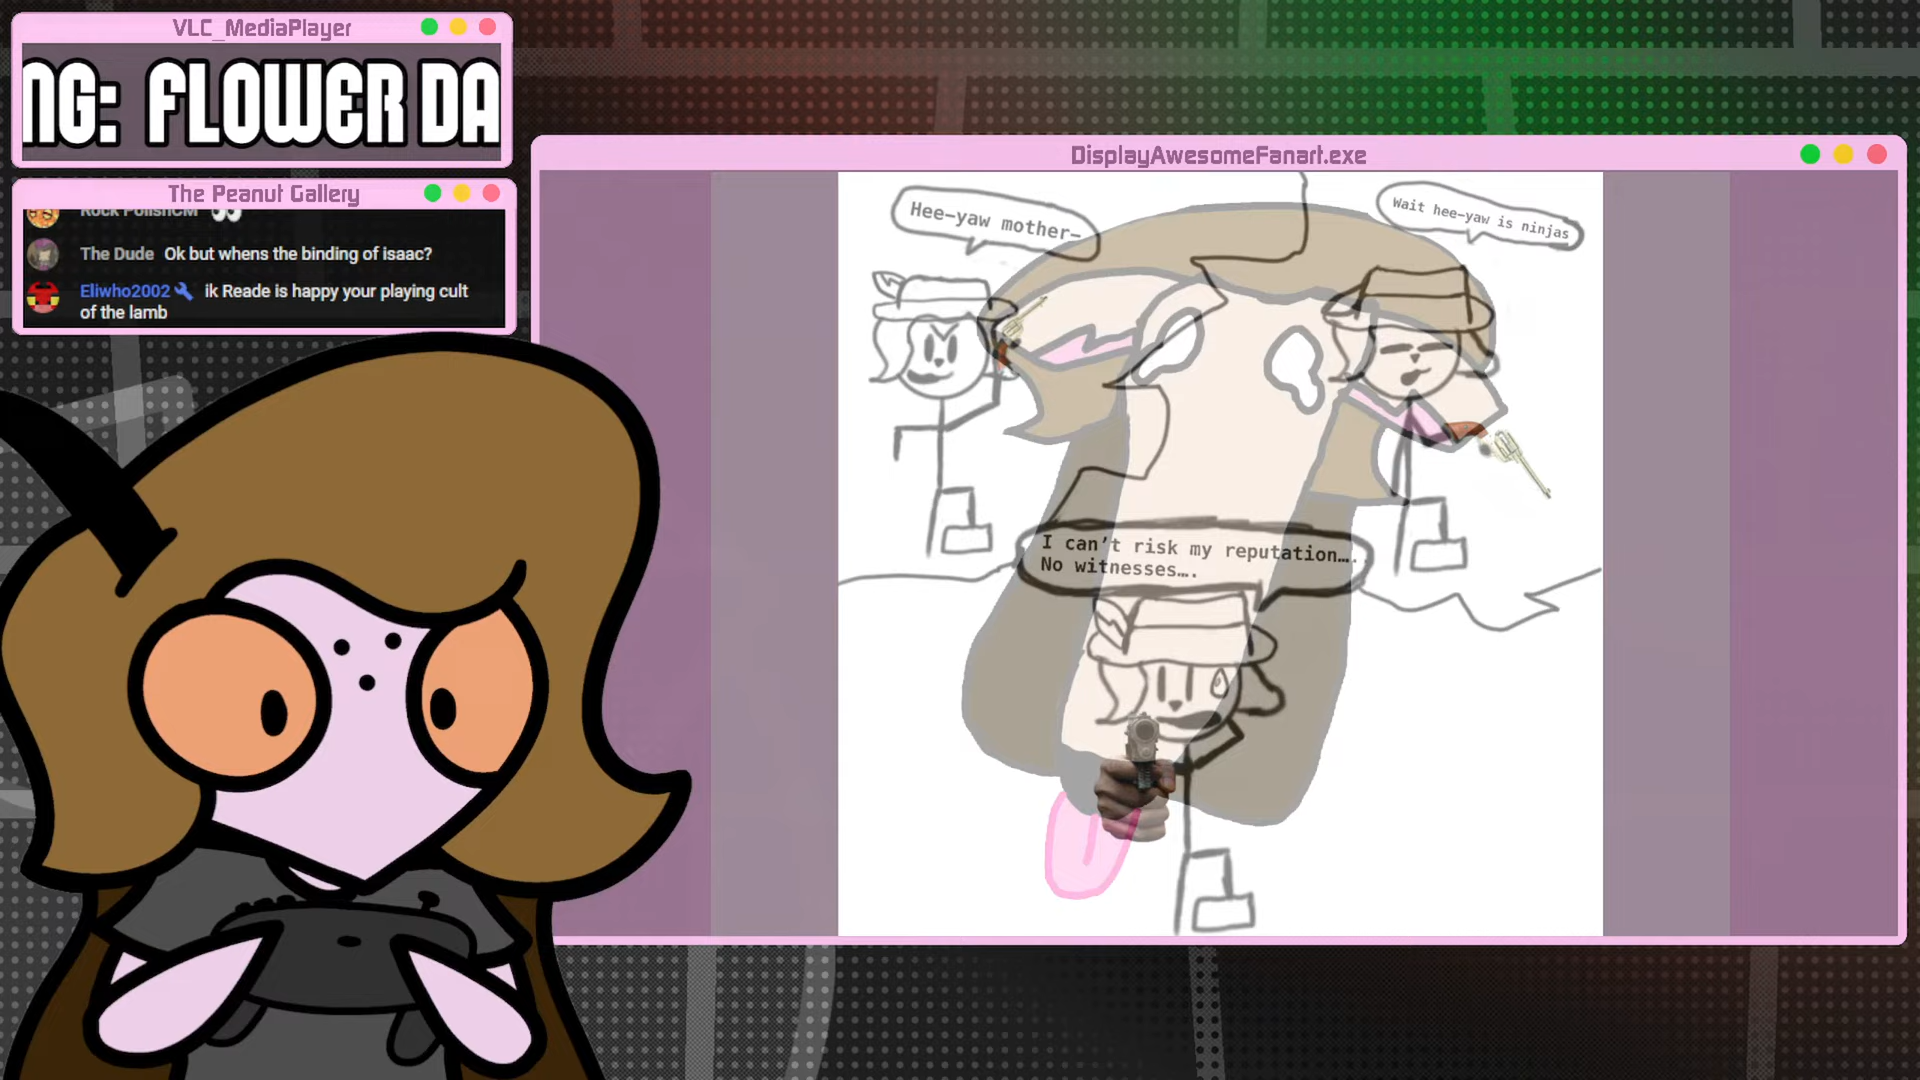 VLC_MediaPlayer
NG: FLOWER DA
The Peanut Gallery
Rock PolishCM
The Dude Ok but whens the binding of isaac?
Eliwho2002 ik Reade is happy your playing cult
of the lamb
DisplayAwesomeFanart.exe
Hee-yaw mother-
Wait hee-yaw is ninjas
I can't risk my reputation….
No witnesses….